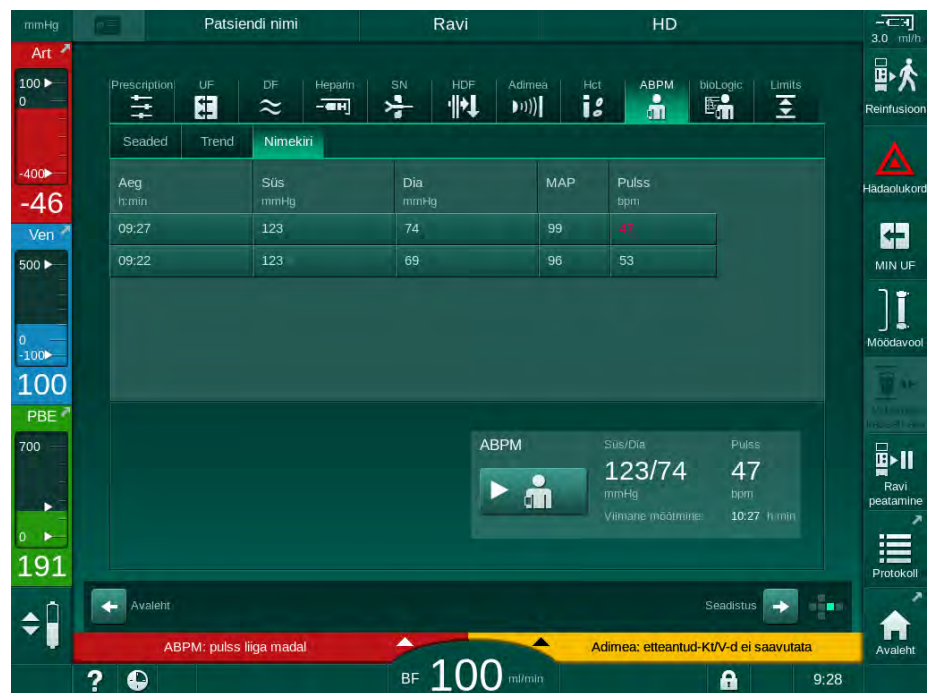 mmHg
Patsiendi nimi
Ravi
HD
3.0 ml/h
Art
100
0
-400
-46
Ven
500
0
-100
100
PBE
700
0
191
Prescription UF DF Heparin SN HDF Adimea Hct ABPM bioLogic Limits
Seaded Trend Nimekiri
Aeg Süs Dia MAP Pulss
h:min mmHg mmHg bpm
09:27 123 74 99 47
09:22 123 69 96 53
ABPM Süs/Dia Pulss
123/74 47
mmHg bpm
Viimane mõõtmine: 10:27 h:min
Avaleht
Seadistus
Reinfusioon
Hädaolukord
MIN UF
Möödavool
Ravi
peatamine
Protokoll
Avaleht
ABPM: pulss liiga madal
Adimea: etteantud-Kt/V-d ei saavutata
? BF 100 ml/min 9:28